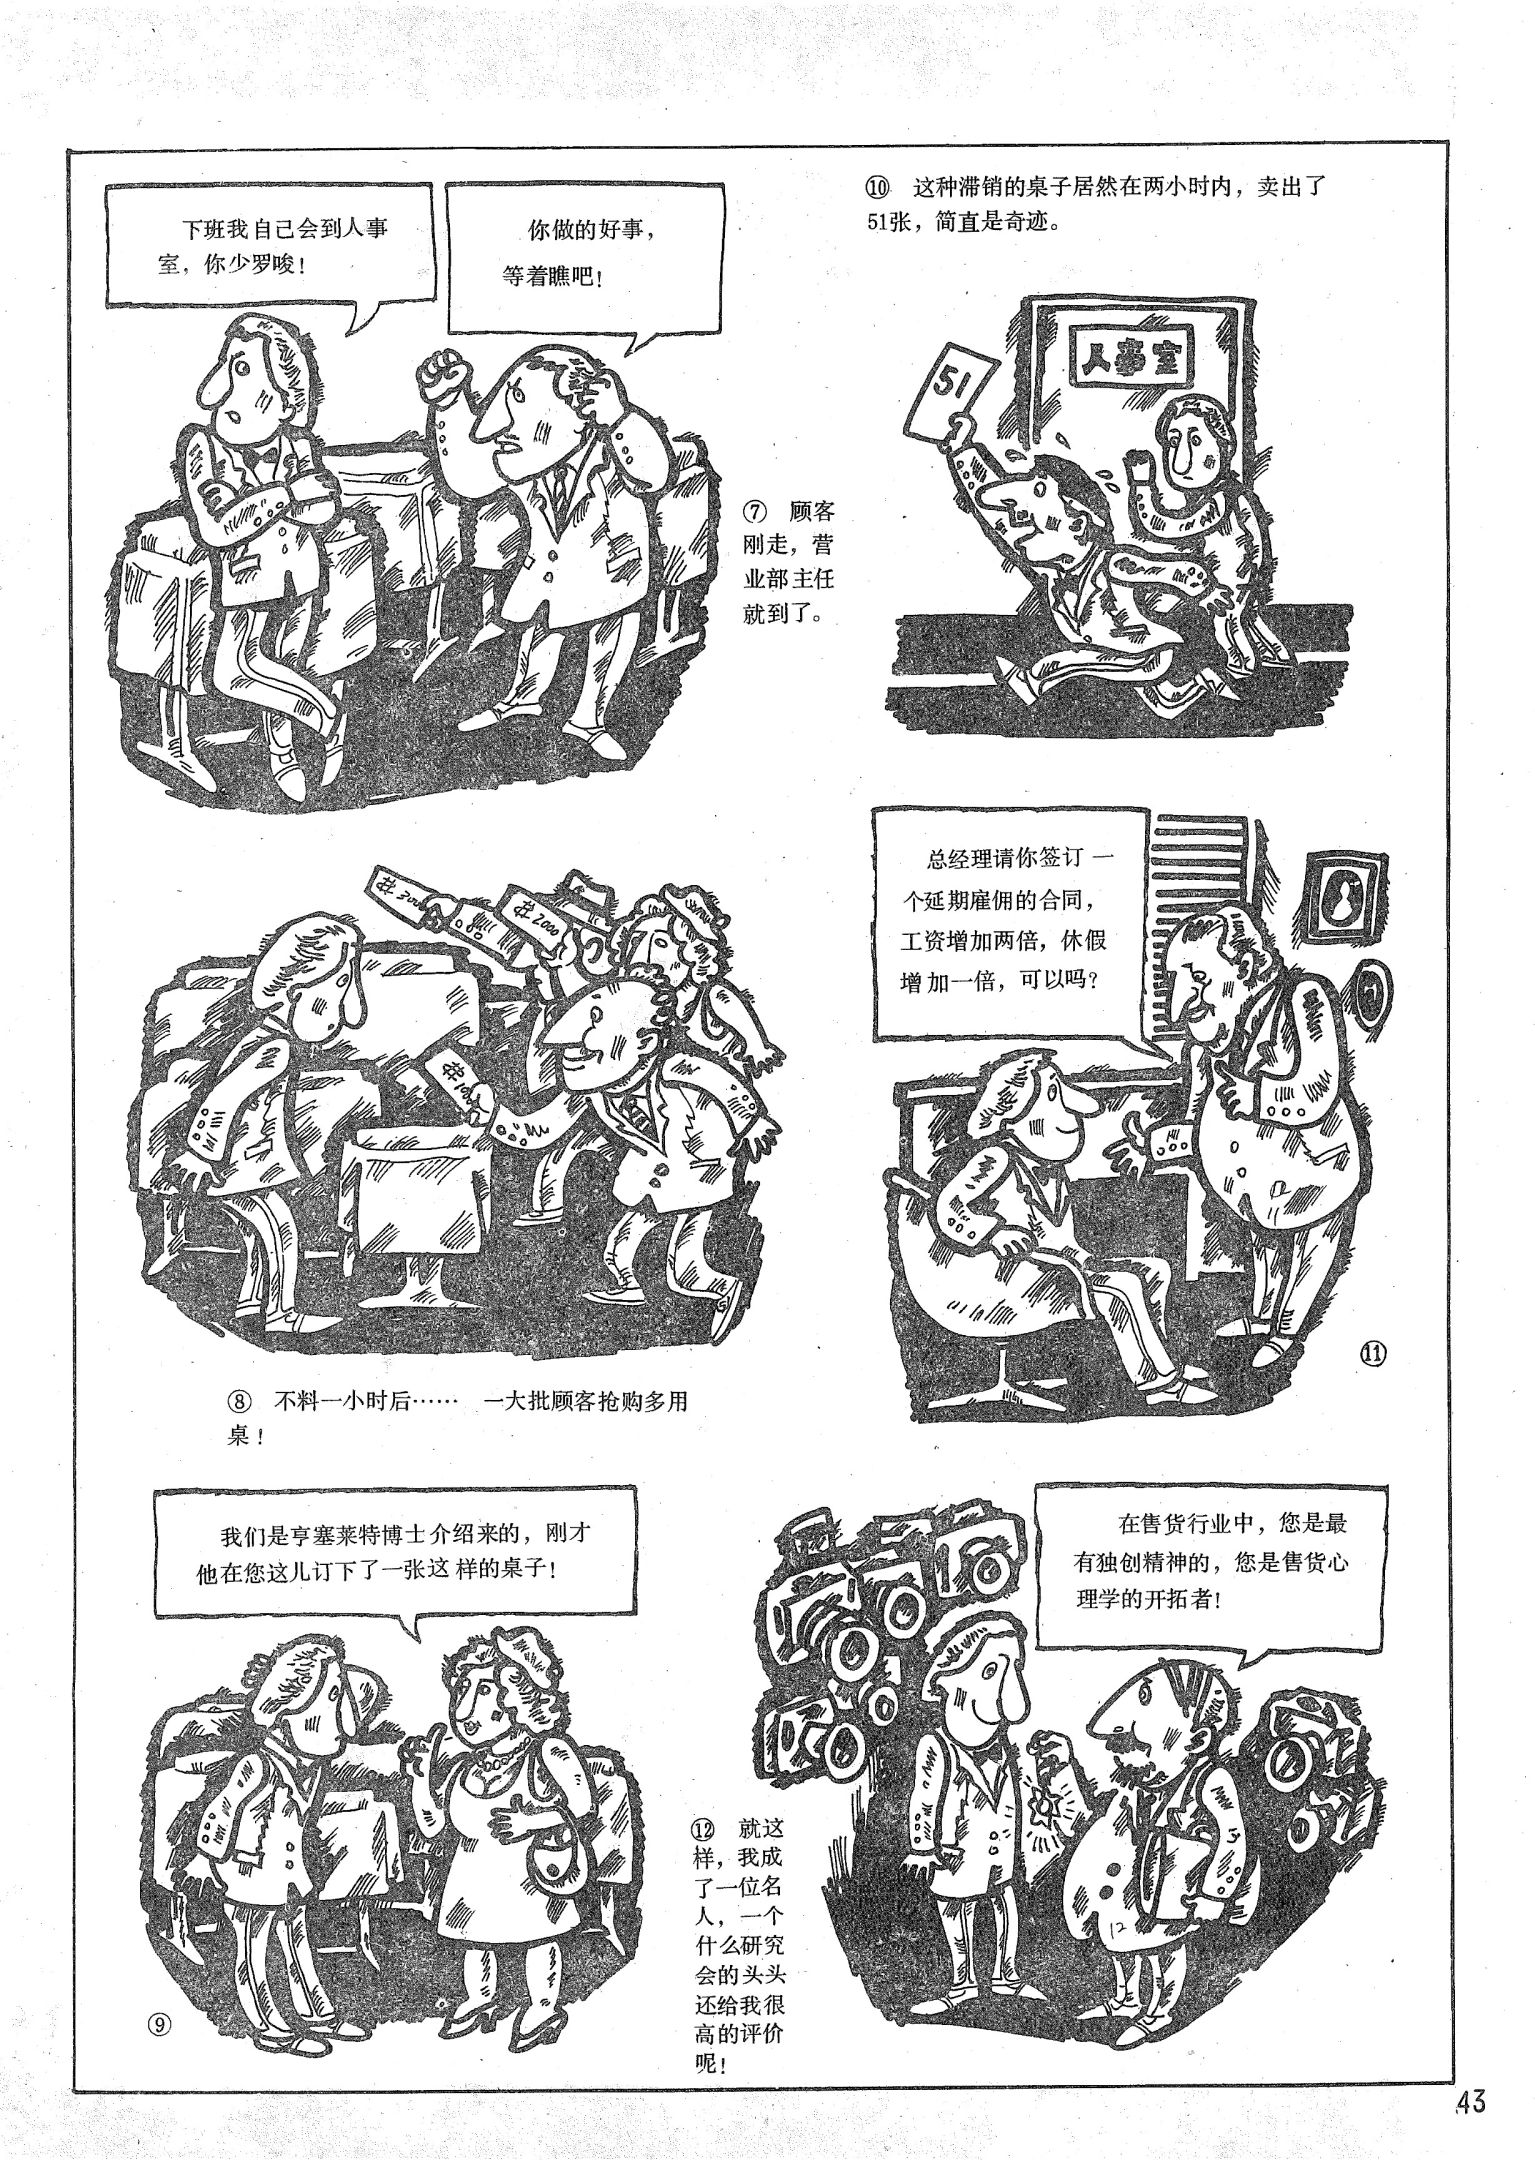 下班我自己会到人事
室，你少罗唆！
你做的好事，
等着瞧吧！
⑦ 顾客
刚走，营
业部主任
就到了。
#3000
#2000
⑧ 不料一小时后…… 一大批顾客抢购多用
桌！
我们是亨塞莱特博士介绍来的，刚才
他在您这儿订下了一张这样的桌子！
⑨
⑩ 这种滞销的桌子居然在两小时内，卖出了
51张，简直是奇迹。
人事室
51
总经理请你签订一
个延期雇佣的合同，
工资增加两倍，休假
增加一倍，可以吗？
⑪
在售货行业中，您是最
有独创精神的，您是售货心
理学的开拓者！
⑫ 就这
样，我成
了一位名
人，一个
什么研究
会的头头
还给我很
高的评价
呢！
12
43